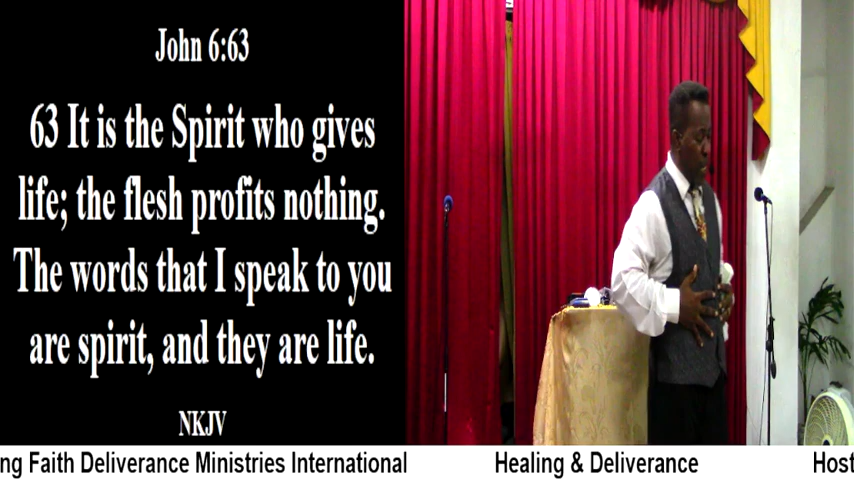 John 6:63
63 It is the Spirit who gives
life; the flesh profits nothing.
The words that I speak to you
are spirit, and they are life.
NKJV
ng Faith Deliverance Ministries International Healing & Deliverance Host